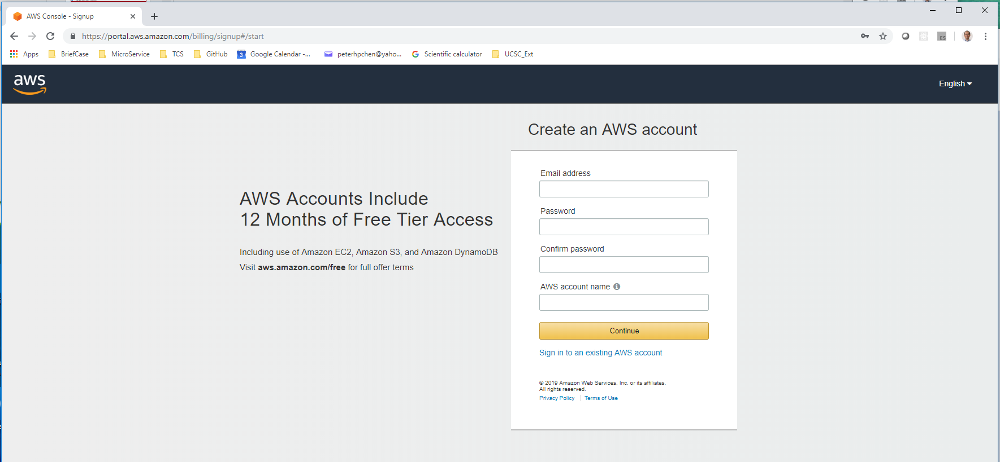 AWS Console - Signup
https://portal.aws.amazon.com/billing/signup#/start
ES
Apps
BriefCase
MicroService
TCS
GitHub
3
Google Calendar -...
peterhpchen@yaho...
G
Scientific calculator
UCSC_Ext
aws
English
Create an AWS account
Email address
AWS Accounts Include
12 Months of Free Tier Access
Password
Confirm password
Including use of Amazon EC2, Amazon S3, and Amazon DynamoDB
Visit aws.amazon.com/free for full offer terms
AWS account name
Continue
Sign in to an existing AWS account
© 2019 Amazon Web Services, Inc. or its affiliates.
All rights reserved.
Privacy Policy | Terms of Use